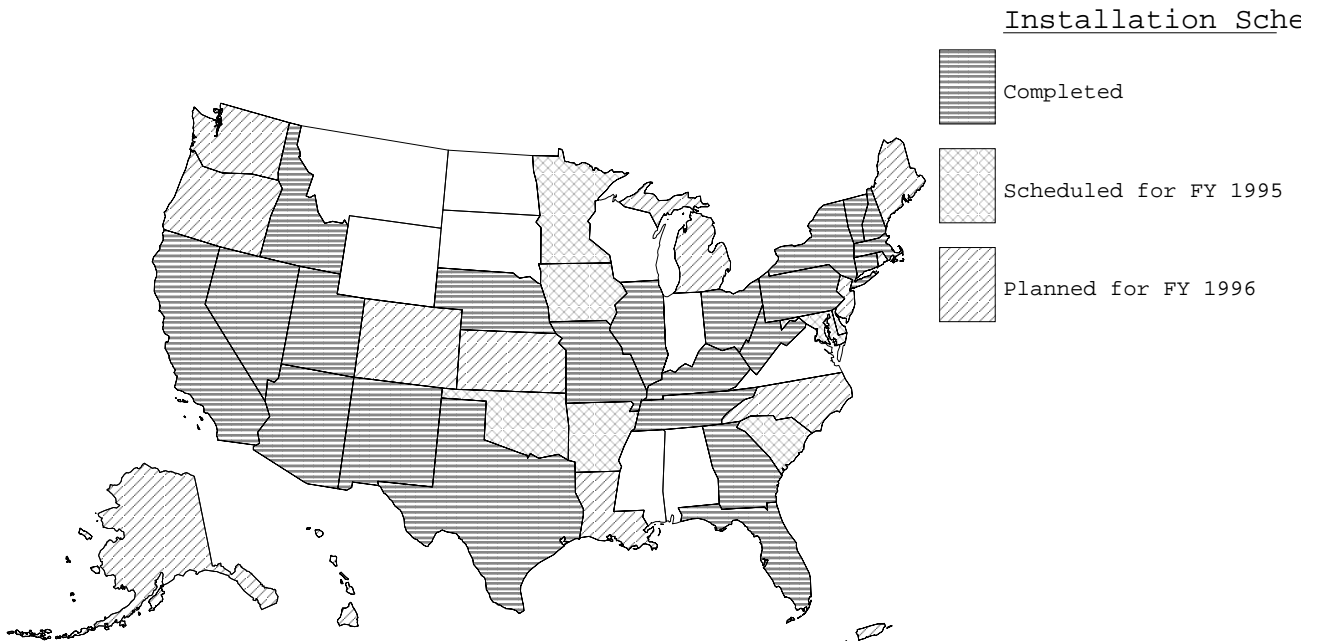 Installation Sche
Completed
Scheduled for FY 1995
Planned for FY 1996